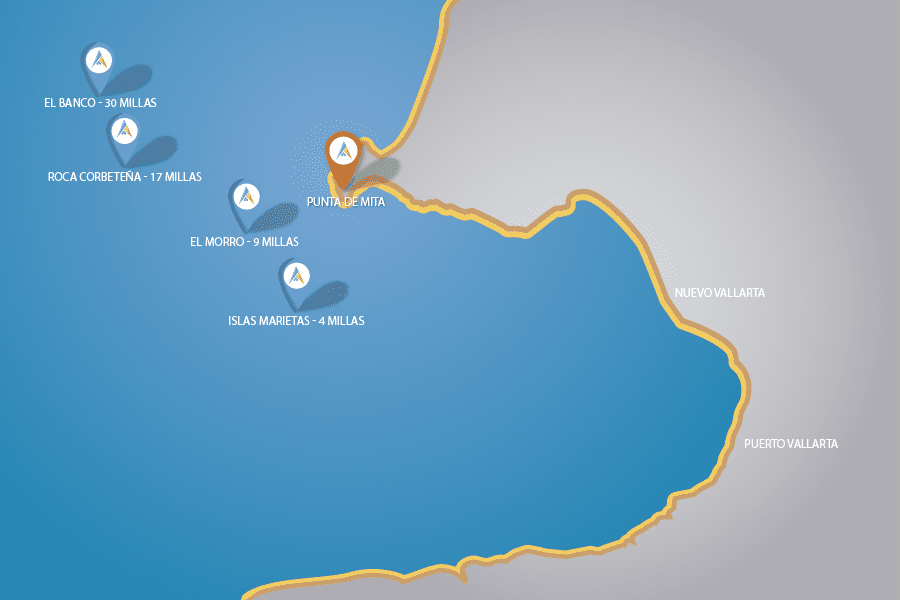 EL BANCO - 30 MILLAS
ROCA CORBETEÑA - 17 MILLAS
PUNTA DE MITA
EL MORRO - 9 MILLAS
NUEVO VALLARTA
ISLAS MARIETAS - 4 MILLAS
PUERTO VALLARTA